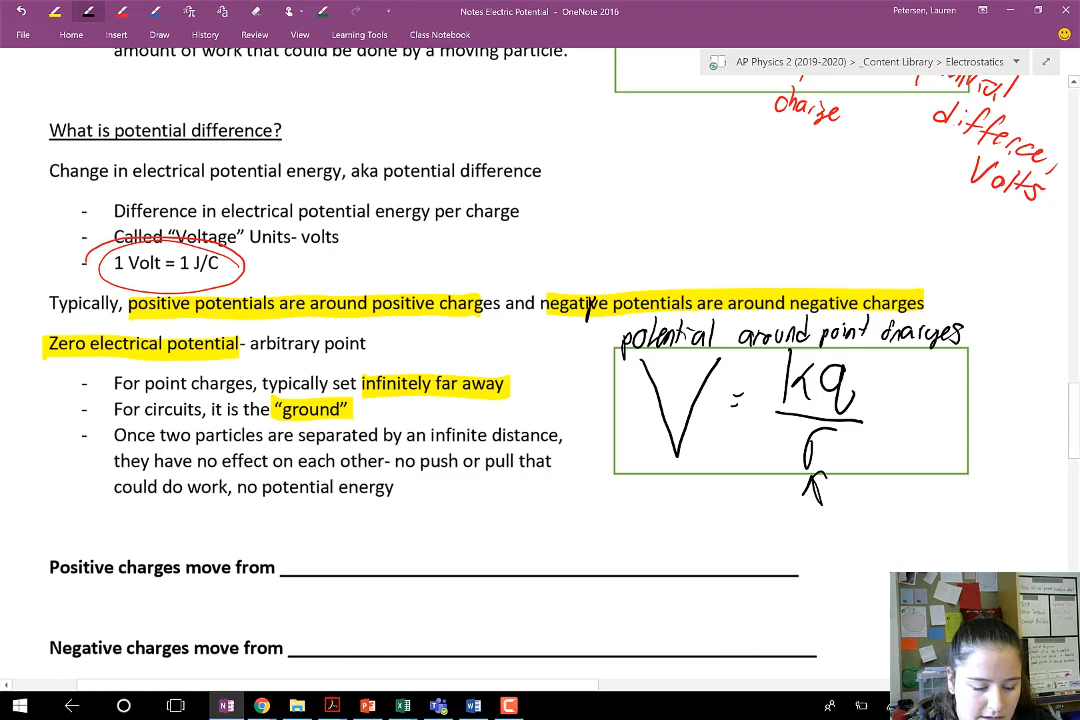 Notes Electric Potential - OneNote 2016
Petersen, Lauren
File Home Insert Draw History Review View Learning Tools Class Notebook
amount of work that could be done by a moving particle.
AP Physics 2 (2019-2020) > _Content Library > Electrostatics
charge
difference,
Volts
What is potential difference?
Change in electrical potential energy, aka potential difference
- Difference in electrical potential energy per charge
- Called “Voltage” Units- volts
- 1 Volt = 1 J/C
Typically, positive potentials are around positive charges and negative potentials are around negative charges
potential around point charges
Zero electrical potential- arbitrary point
V = kq
r
- For point charges, typically set infinitely far away
- For circuits, it is the “ground”
- Once two particles are separated by an infinite distance,
they have no effect on each other- no push or pull that
could do work, no potential energy
Positive charges move from
Negative charges move from